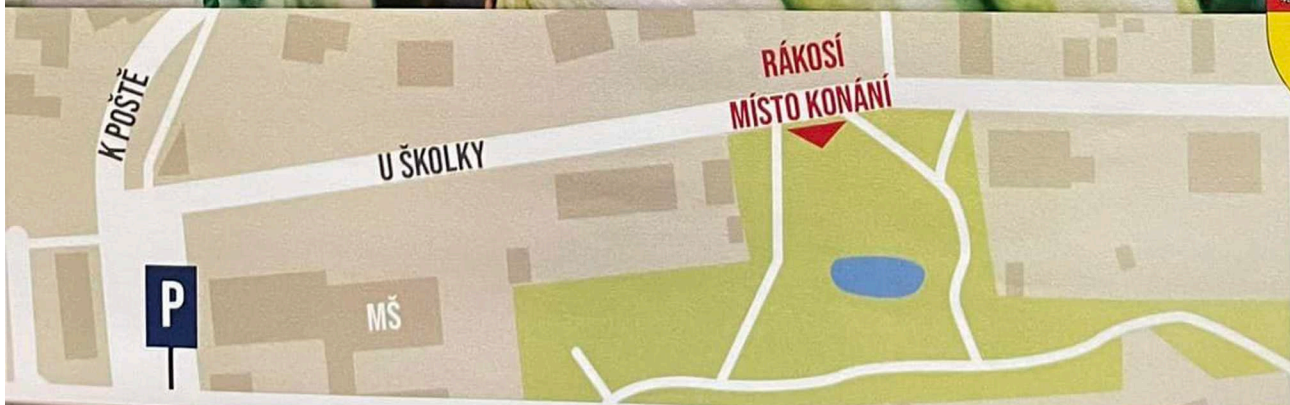 RÁKOSÍ
MÍSTO KONÁNÍ
K POŠTĚ
U ŠKOLKY
P
MŠ